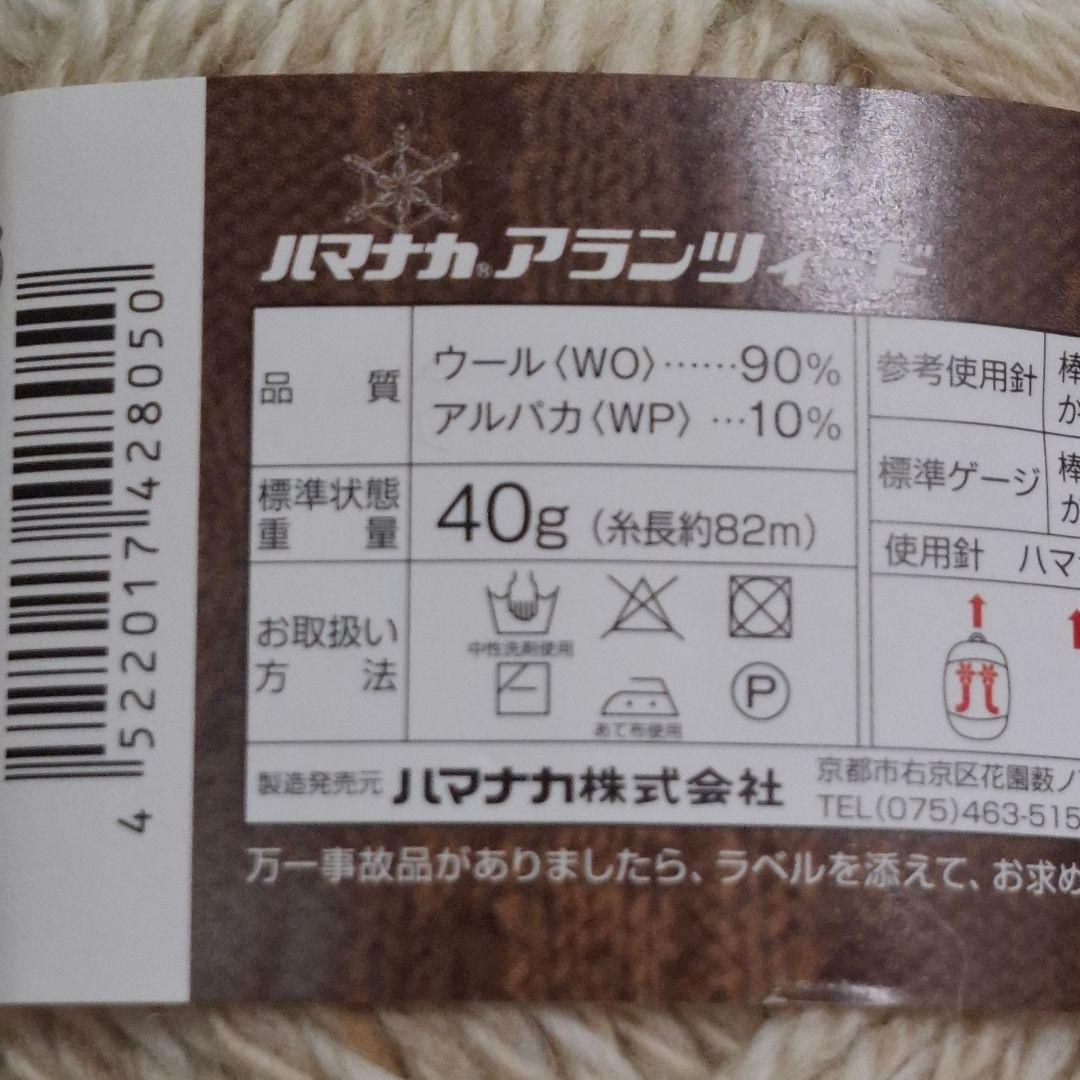 ハマナカ®アランツィード
品質
ウール〈WO〉……90%
アルパカ〈WP〉…10%
標準状態
重量
40g（糸長約82m）
お取扱い
方法
中性洗剤使用
P
あて布使用
製造発売元 ハマナカ株式会社
京都市右京区花園薮ノ
TEL（075）463-515
参考使用針
棒
か
標準ゲージ
棒
か
使用針 ハマ
万一事故品がありましたら、ラベルを添えて、お求め
4522017428050